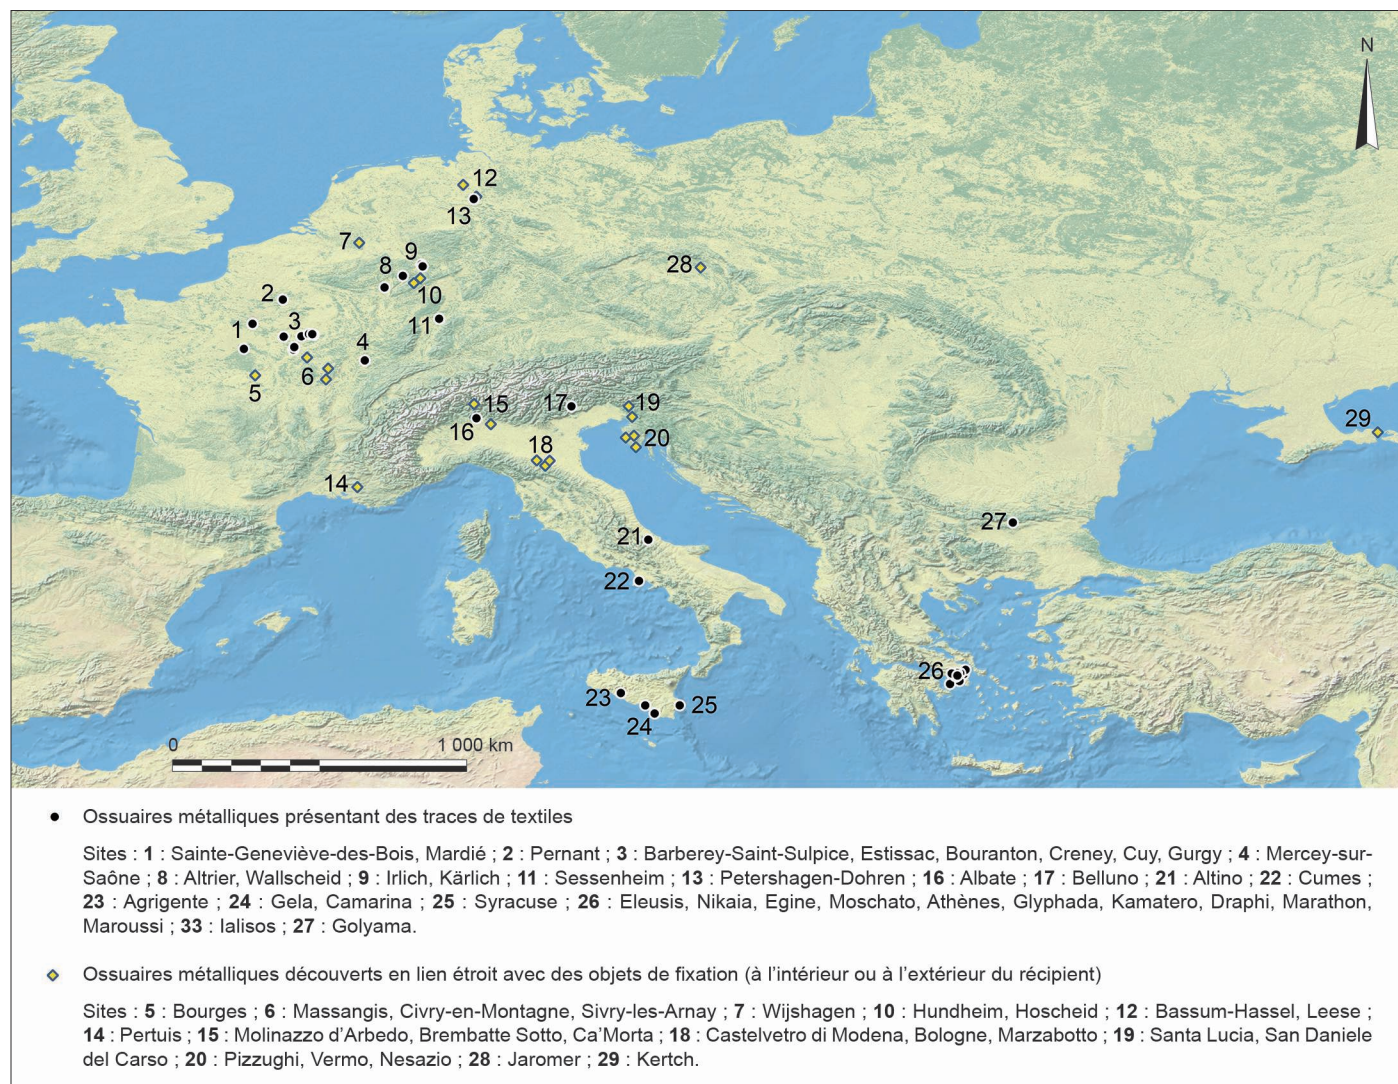 N
12
13
7
9
8
28
10
2
1
3
11
4
6
5
15
17
19
29
16
20
18
14
27
21
22
26
23
25
24
0
1 000 km
Ossuaires métalliques présentant des traces de textiles
Sites : 1 : Sainte-Geneviève-des-Bois, Mardié ; 2 : Pernant ; 3 : Barberey-Saint-Sulpice, Estissac, Bouranton, Creney, Cuy, Gurgy ; 4 : Mercey-sur-
Saône ; 8 : Altrier, Wallscheid ; 9 : Irlich, Kärlich ; 11 : Sessenheim ; 13 : Petershagen-Dohren ; 16 : Albate ; 17 : Belluno ; 21 : Altino ; 22 : Cumes ;
23 : Agrigente ; 24 : Gela, Camarina ; 25 : Syracuse ; 26 : Eleusis, Nikaia, Egine, Moschato, Athènes, Glyphada, Kamatero, Draphi, Marathon,
Maroussi ; 33 : Ialisos ; 27 : Golyama.
Ossuaires métalliques découverts en lien étroit avec des objets de fixation (à l'intérieur ou à l'extérieur du récipient)
Sites : 5 : Bourges ; 6 : Massangis, Civry-en-Montagne, Sivry-les-Arnay ; 7 : Wijshagen ; 10 : Hundheim, Hoscheid ; 12 : Bassum-Hassel, Leese ;
14 : Pertuis ; 15 : Molinazzo d'Arbedo, Brembatte Sotto, Ca'Morta ; 18 : Castelvetro di Modena, Bologne, Marzabotto ; 19 : Santa Lucia, San Daniele
del Carso ; 20 : Pizzughi, Vermo, Nesazio ; 28 : Jaromer ; 29 : Kertch.